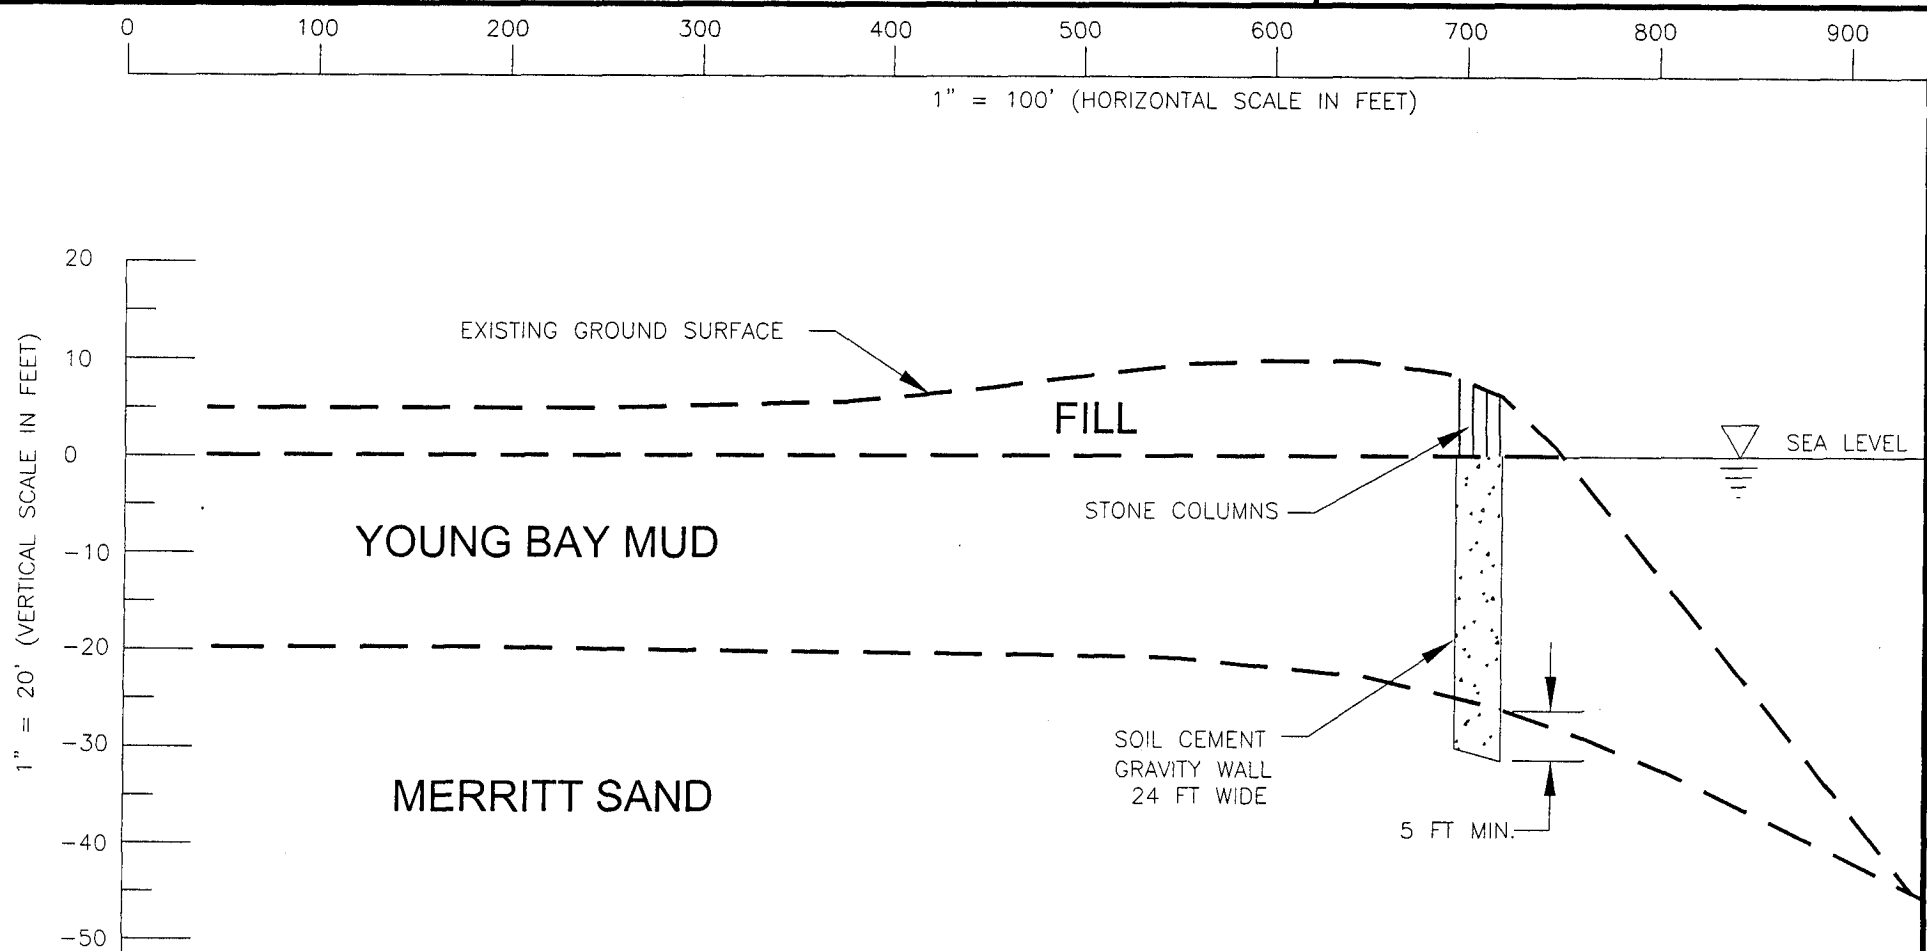 0 100 200 300 400 500 600 700 800 900
1" = 100' (HORIZONTAL SCALE IN FEET)
20
10
0
-10
-20
-30
-40
-50
1" = 20' (VERTICAL SCALE IN FEET)
EXISTING GROUND SURFACE
FILL
SEA LEVEL
STONE COLUMNS
YOUNG BAY MUD
SOIL CEMENT
GRAVITY WALL
24 FT WIDE
MERRITT SAND
5 FT MIN.